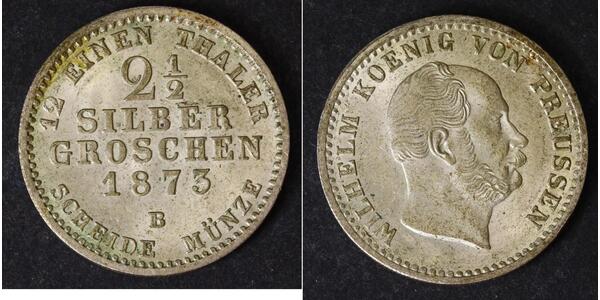 12 EINEN THALER
2 1/2
SILBER
GROSCHEN
1873
B
SCHEIDE MÜNZE
WILHELM KOENIG VON PREUSSEN